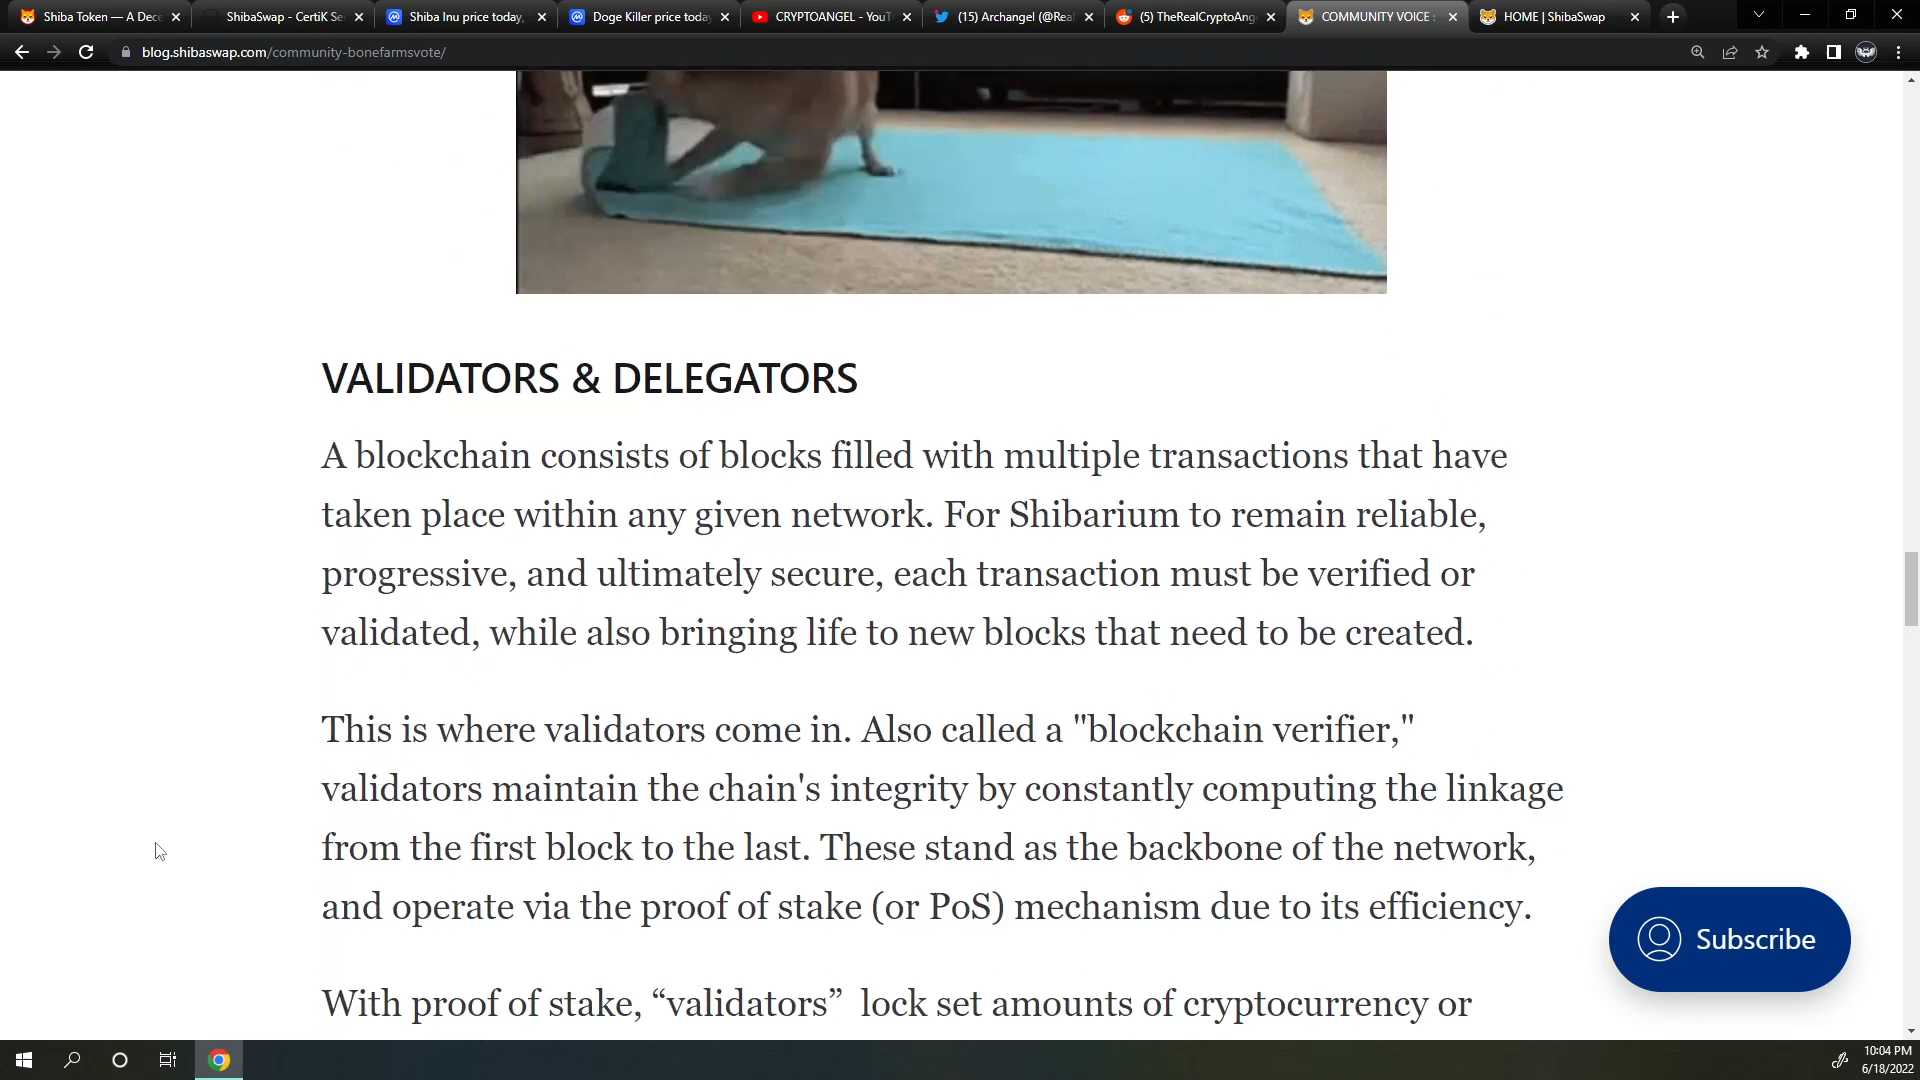 Shiba Token — A Dece
ShibaSwap - CertiK Se
Shiba Inu price today,
Doge Killer price toda
CRYPTOANGEL - YouT
(15) Archangel (@Real
(5) TheRealCryptoAng
COMMUNITY VOICE :
HOME | ShibaSwap
blog.shibaswap.com/community-bonefarmsvote/
VALIDATORS & DELEGATORS
A blockchain consists of blocks filled with multiple transactions that have
taken place within any given network. For Shibarium to remain reliable,
progressive, and ultimately secure, each transaction must be verified or
validated, while also bringing life to new blocks that need to be created.
This is where validators come in. Also called a "blockchain verifier,"
validators maintain the chain's integrity by constantly computing the linkage
from the first block to the last. These stand as the backbone of the network,
and operate via the proof of stake (or PoS) mechanism due to its efficiency.
With proof of stake, “validators”  lock set amounts of cryptocurrency or
Subscribe
10:04 PM
6/18/2022